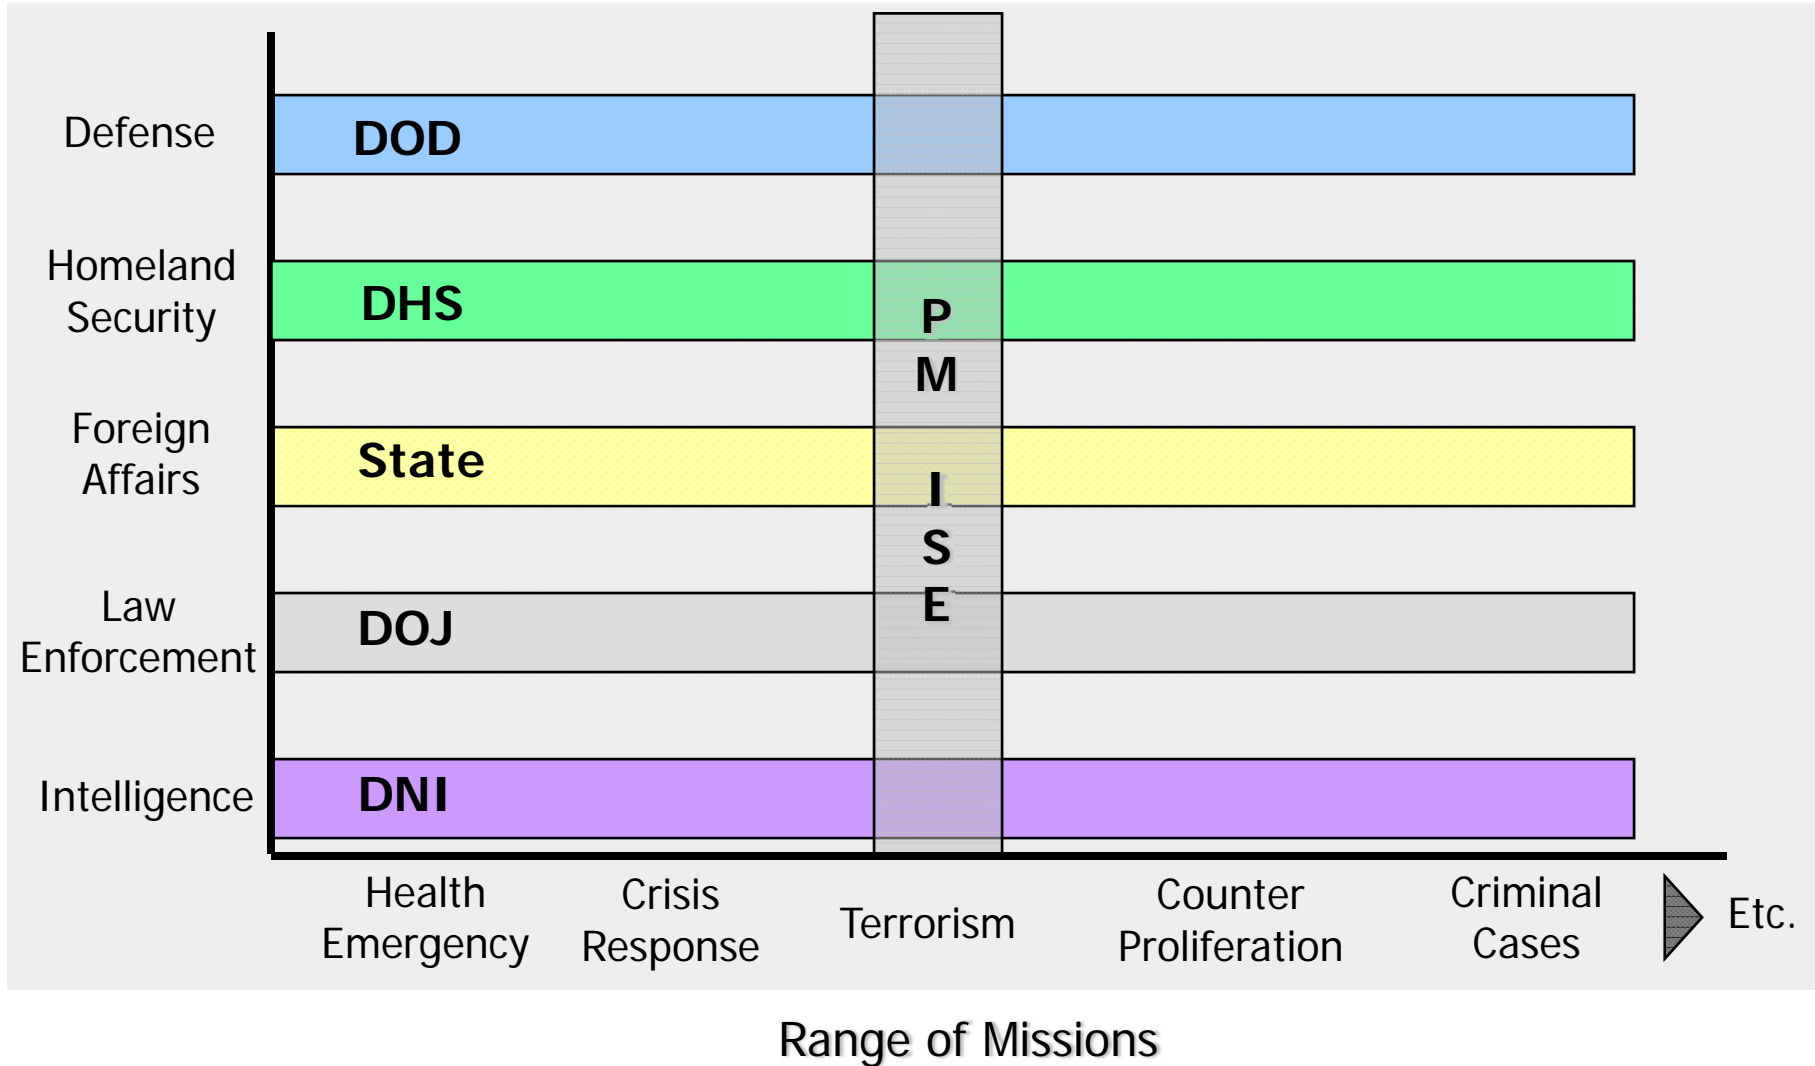 Defense
DOD
Homeland
Security
DHS
Foreign
Affairs
State
Law
Enforcement
DOJ
Intelligence
DNI
P
M
I
S
E
Health
Emergency
Crisis
Response
Terrorism
Counter
Proliferation
Criminal
Cases
Etc.
Range of Missions